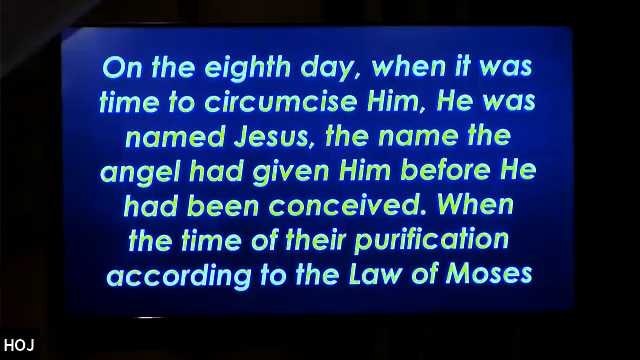 On the eighth day, when it was
time to circumcise Him, He was
named Jesus, the name the
angel had given Him before He
had been conceived. When
the time of their purification
according to the Law of Moses
HOJ